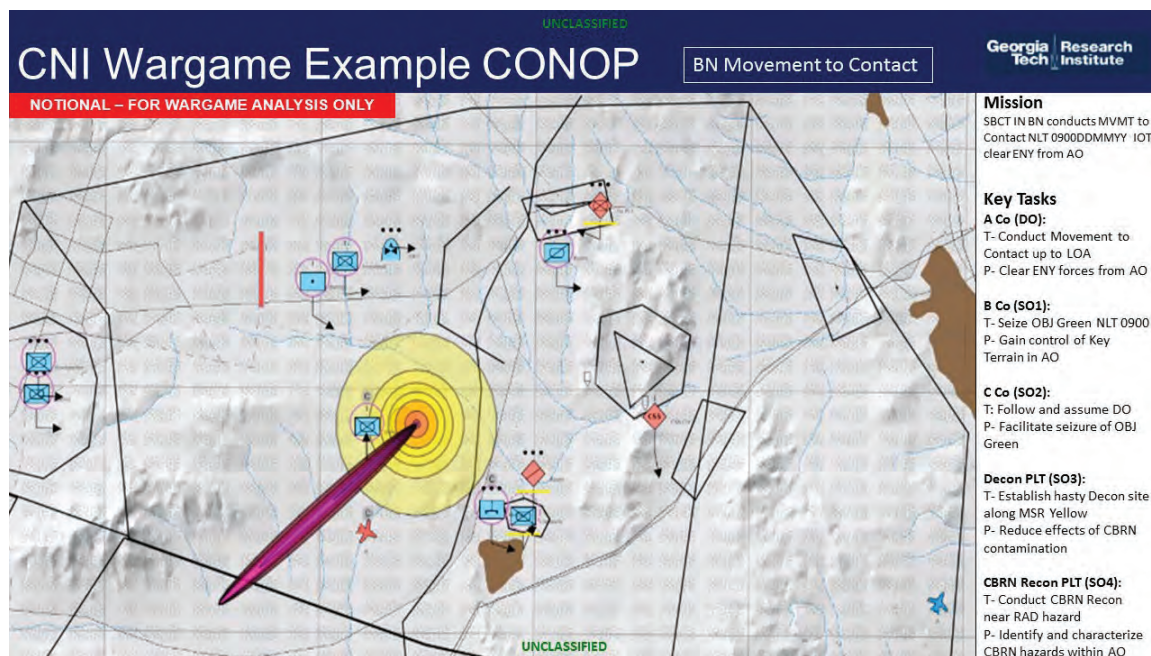 UNCLASSIFIED
CNI Wargame Example CONOP
BN Movement to Contact
Georgia Tech
Research Institute
NOTIONAL – FOR WARGAME ANALYSIS ONLY
Mission
SBCT IN BN conducts MVMT to
Contact NLT 0900DDMMYY IOT
clear ENY from AO
Key Tasks
A Co (DO):
T- Conduct Movement to
Contact up to LOA
P- Clear ENY forces from AO
B Co (SO1):
T- Seize OBJ Green NLT 0900
P- Gain control of Key
Terrain in AO
C Co (SO2):
T: Follow and assume DO
P- Facilitate seizure of OBJ
Green
Decon PLT (SO3):
T- Establish hasty Decon site
along MSR Yellow
P- Reduce effects of CBRN
contamination
CBRN Recon PLT (SO4):
T- Conduct CBRN Recon
near RAD hazard
P- Identify and characterize
CBRN hazards within AO
C
CSS
C
UNCLASSIFIED